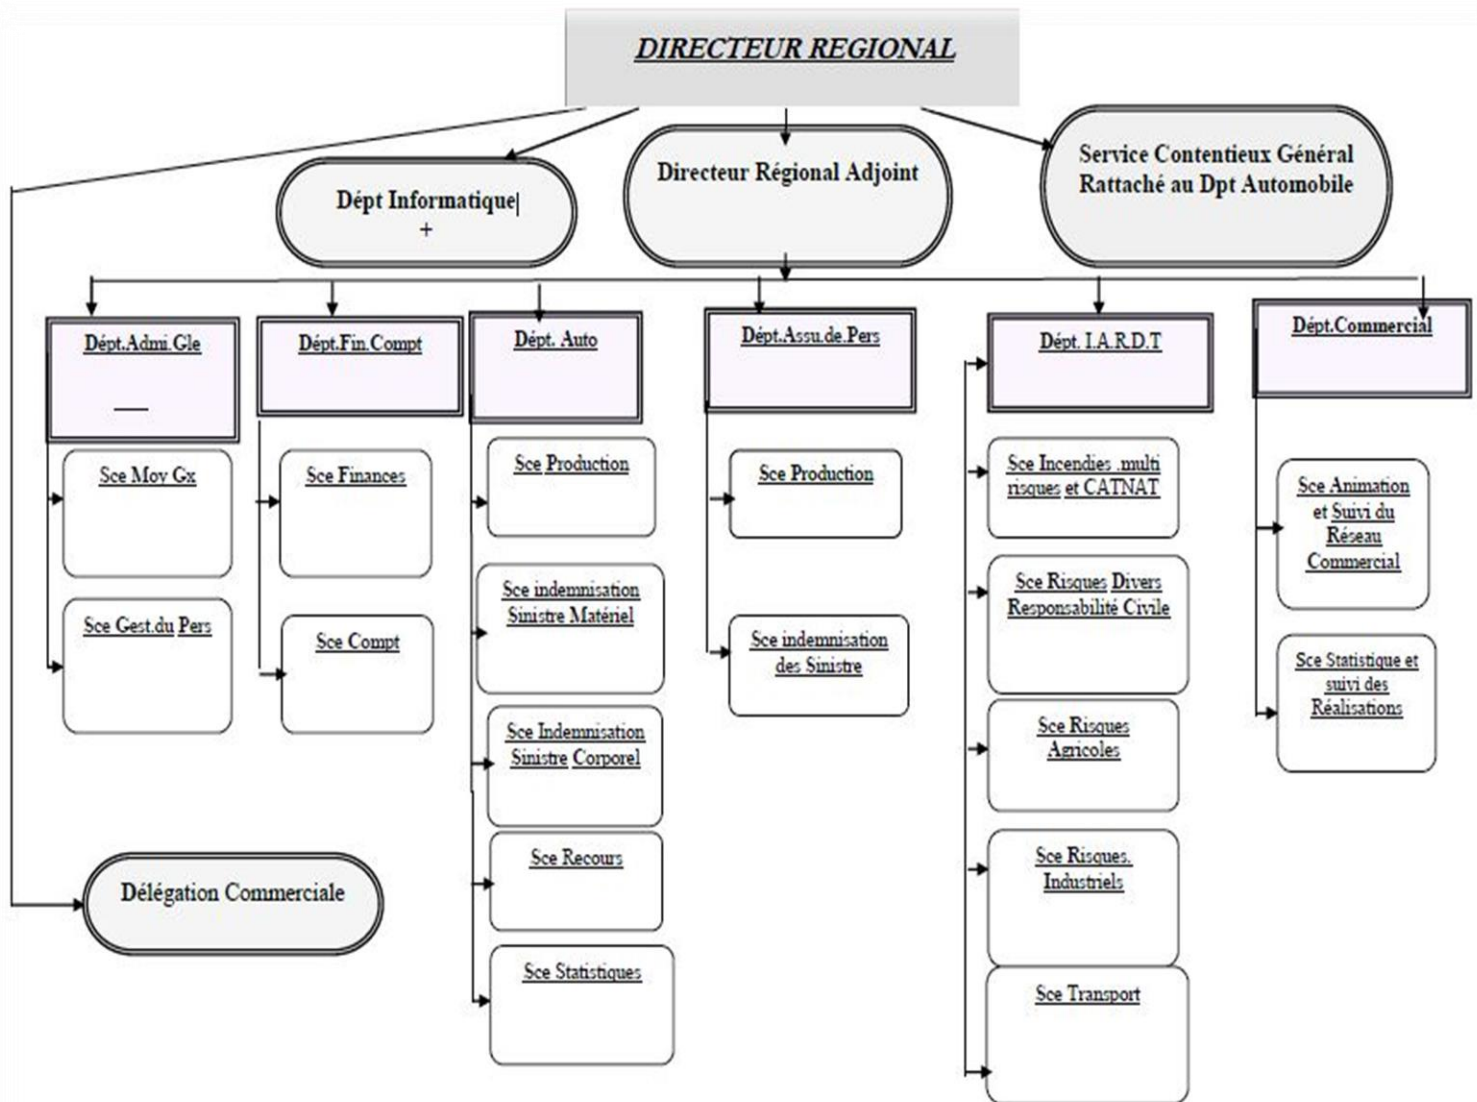 DIRECTEUR REGIONAL
Dépt Informatique
+
Directeur Régional Adjoint
Service Contentieux Général
Rattaché au Dpt Automobile
Dépt.Admi.Gle
Dépt.Fin.Compt
Dépt. Auto
Dépt.Assu.de.Pers
Dépt. I.A.R.D.T
Dépt.Commercial
Sce Moy Gx
Sce Gest.du Pers
Sce Finances
Sce Compt
Sce Production
Sce indemnisation
Sinistre Matériel
Sce Indemnisation
Sinistre Corporel
Sce Recours
Sce Statistiques
Sce Production
Sce indemnisation
des Sinistre
Sce Incendies .multi
risques et CATNAT
Sce Risques Divers
Responsabilité Civile
Sce Risques
Agricoles
Sce Risques.
Industriels
Sce Transport
Sce Animation
et Suivi du
Réseau
Commercial
Sce Statistique et
suivi des
Réalisations
Délégation Commerciale